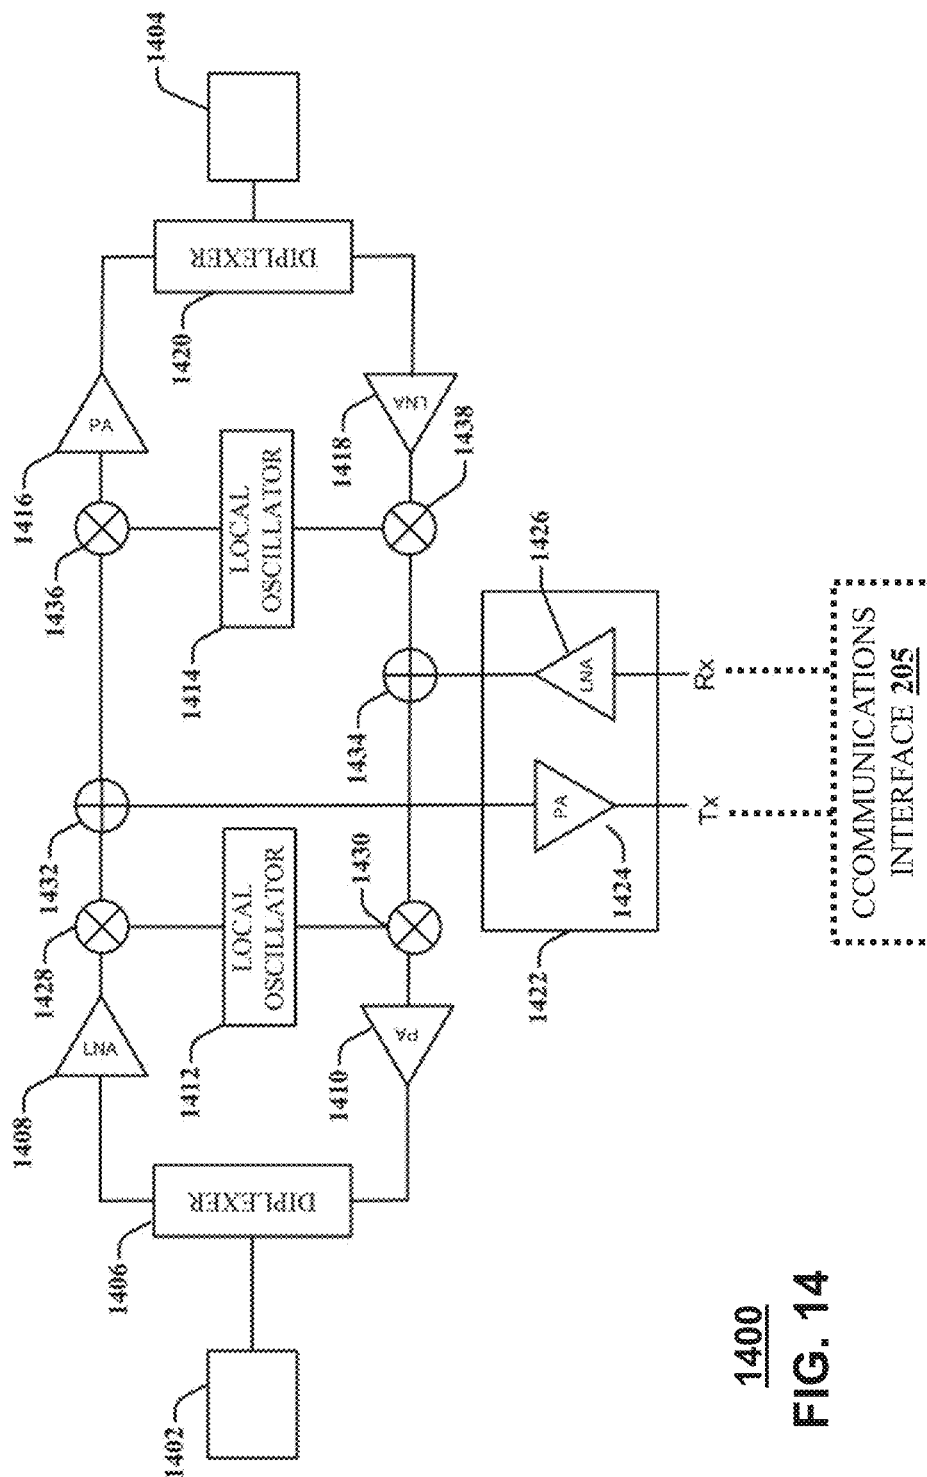 1404
1416
PA
DIPLEXER
1420
1436
1414
LOCAL
OSCILLATOR
1418
LNA
1438
1426
LNA
1434
Rx
1432
1428
1412
LOCAL
OSCILLATOR
1430
PA
1424
Tx
1422
CCOMMUNICATIONS
INTERFACE 205
1408
LNA
1410
PA
DIPLEXER
1406
1402
1400
FIG. 14